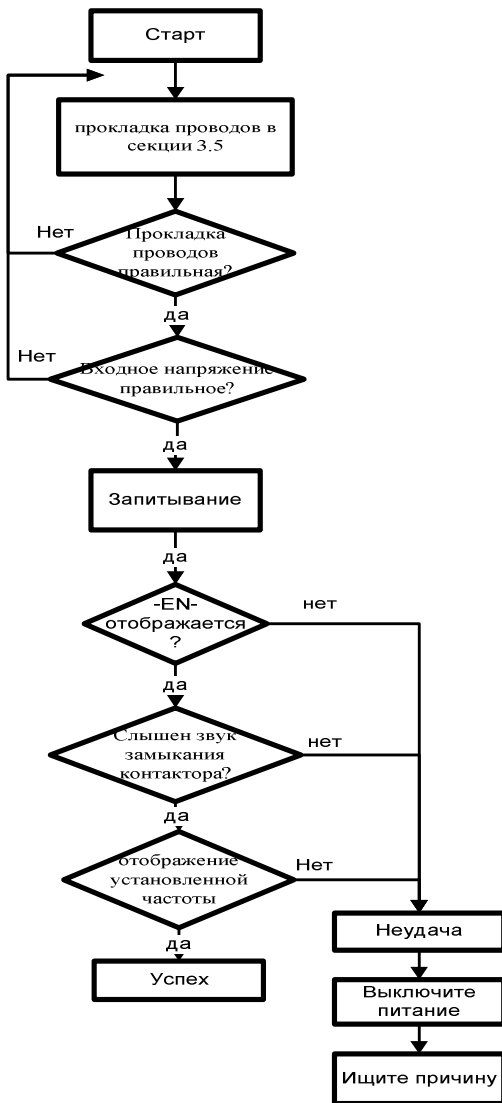 Старт
прокладка проводов в
секции 3.5
Нет
Прокладка
проводов
правильная?
да
Нет
Входное напряжение
правильное?
да
Запитывание
да
-EN-
отображается
?
нет
да
Слышен звук
замыкания
контактора?
нет
да
отображение
установленной
частоты
Нет
да
Успех
Неудача
Выключите
питание
Ищите причину